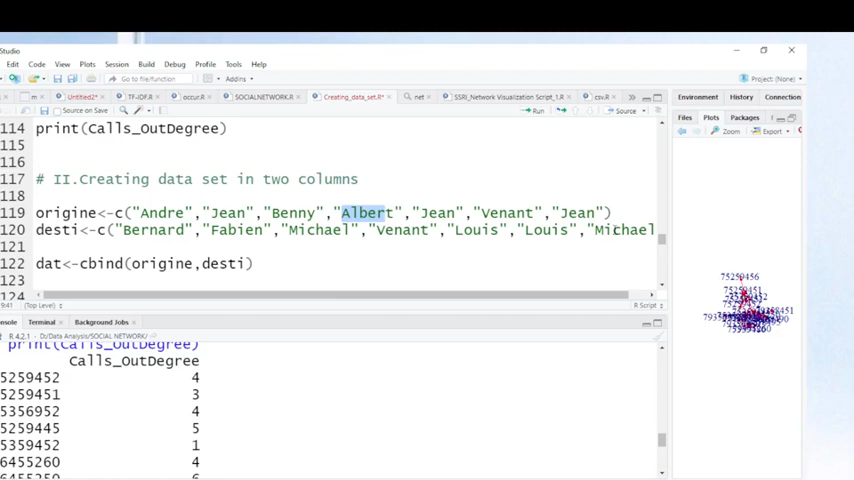 Studio
Edit Code View Plots Session Build Debug Profile Tools Help
Go to file/function Addins Project: (None)
m Untitled2* TF-IDF.R occur.R SOCIALNETWORK.R Creating_data_set.R* net SSRI_Network Visualization Script_1.R csv.R
Source on Save Run Source
114 print(Calls_OutDegree)
115
116
117 # II.Creating data set in two columns
118
119 origine<-c("Andre","Jean","Benny","Albert","Jean","Venant","Jean")
120 desti<-c("Bernard","Fabien","Michael","Venant","Louis","Louis","Michael
121
122 dat<-cbind(origine,desti)
123
124
9:41 (Top Level) R Script
Console Terminal Background Jobs
R 4.2.1 · D:/Data Analysis/SOCIAL NETWORK/
print(Calls_OutDegree)
Calls_OutDegree
5259452 4
5259451 3
5356952 4
5259445 5
5359452 1
6455260 4
6455250 6
Environment History Connection
Files Plots Packages
Zoom Export
75259456
75259451